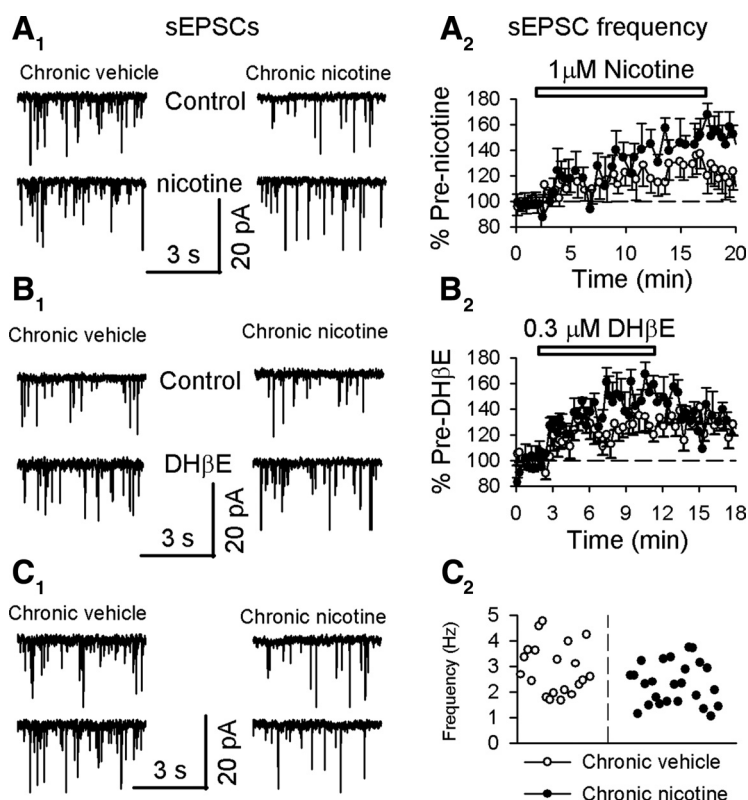 A1 sEPSCs A2 sEPSC frequency
Chronic vehicle Chronic nicotine
Control
nicotine
3 s
20 pA
1μM Nicotine
% Pre-nicotine
180
160
140
120
100
80
0 5 10 15 20
Time (min)
B1 B2
Chronic vehicle Chronic nicotine
Control
DHβE
3 s
20 pA
0.3 μM DHβE
% Pre-DHβE
180
160
140
120
100
80
0 3 6 9 12 15 18
Time (min)
C1 C2
Chronic vehicle Chronic nicotine
3 s
20 pA
Frequency (Hz)
5
4
3
2
1
0
Chronic vehicle
Chronic nicotine